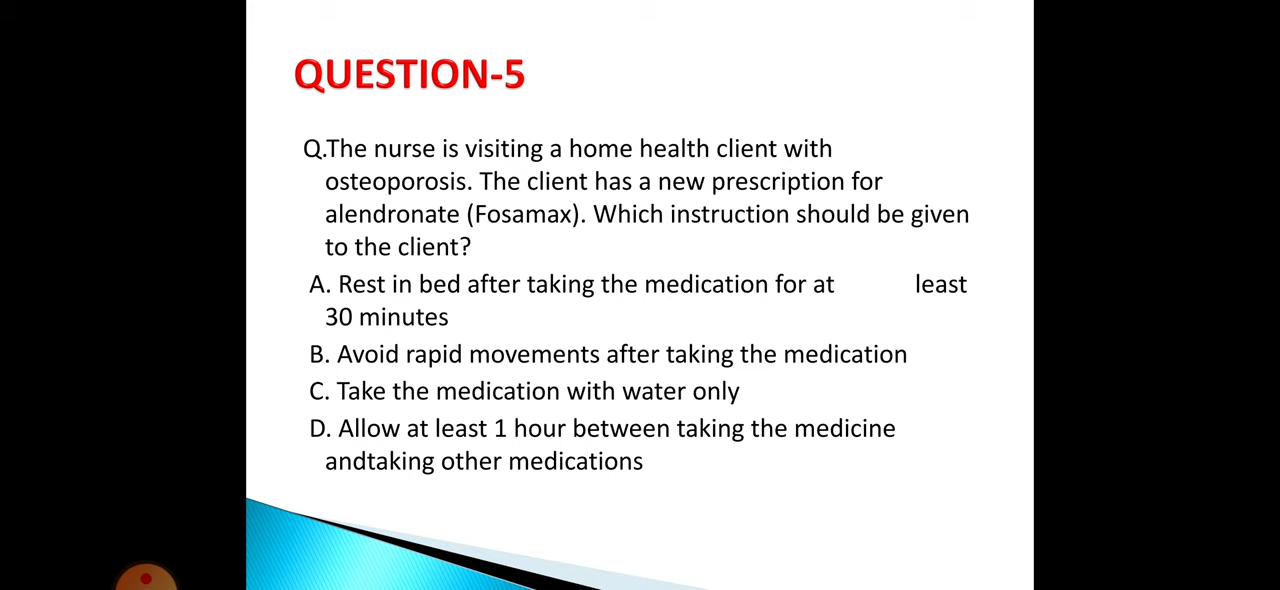 QUESTION-5
Q.The nurse is visiting a home health client with
osteoporosis. The client has a new prescription for
alendronate (Fosamax). Which instruction should be given
to the client?
A. Rest in bed after taking the medication for at least
30 minutes
B. Avoid rapid movements after taking the medication
C. Take the medication with water only
D. Allow at least 1 hour between taking the medicine
andtaking other medications